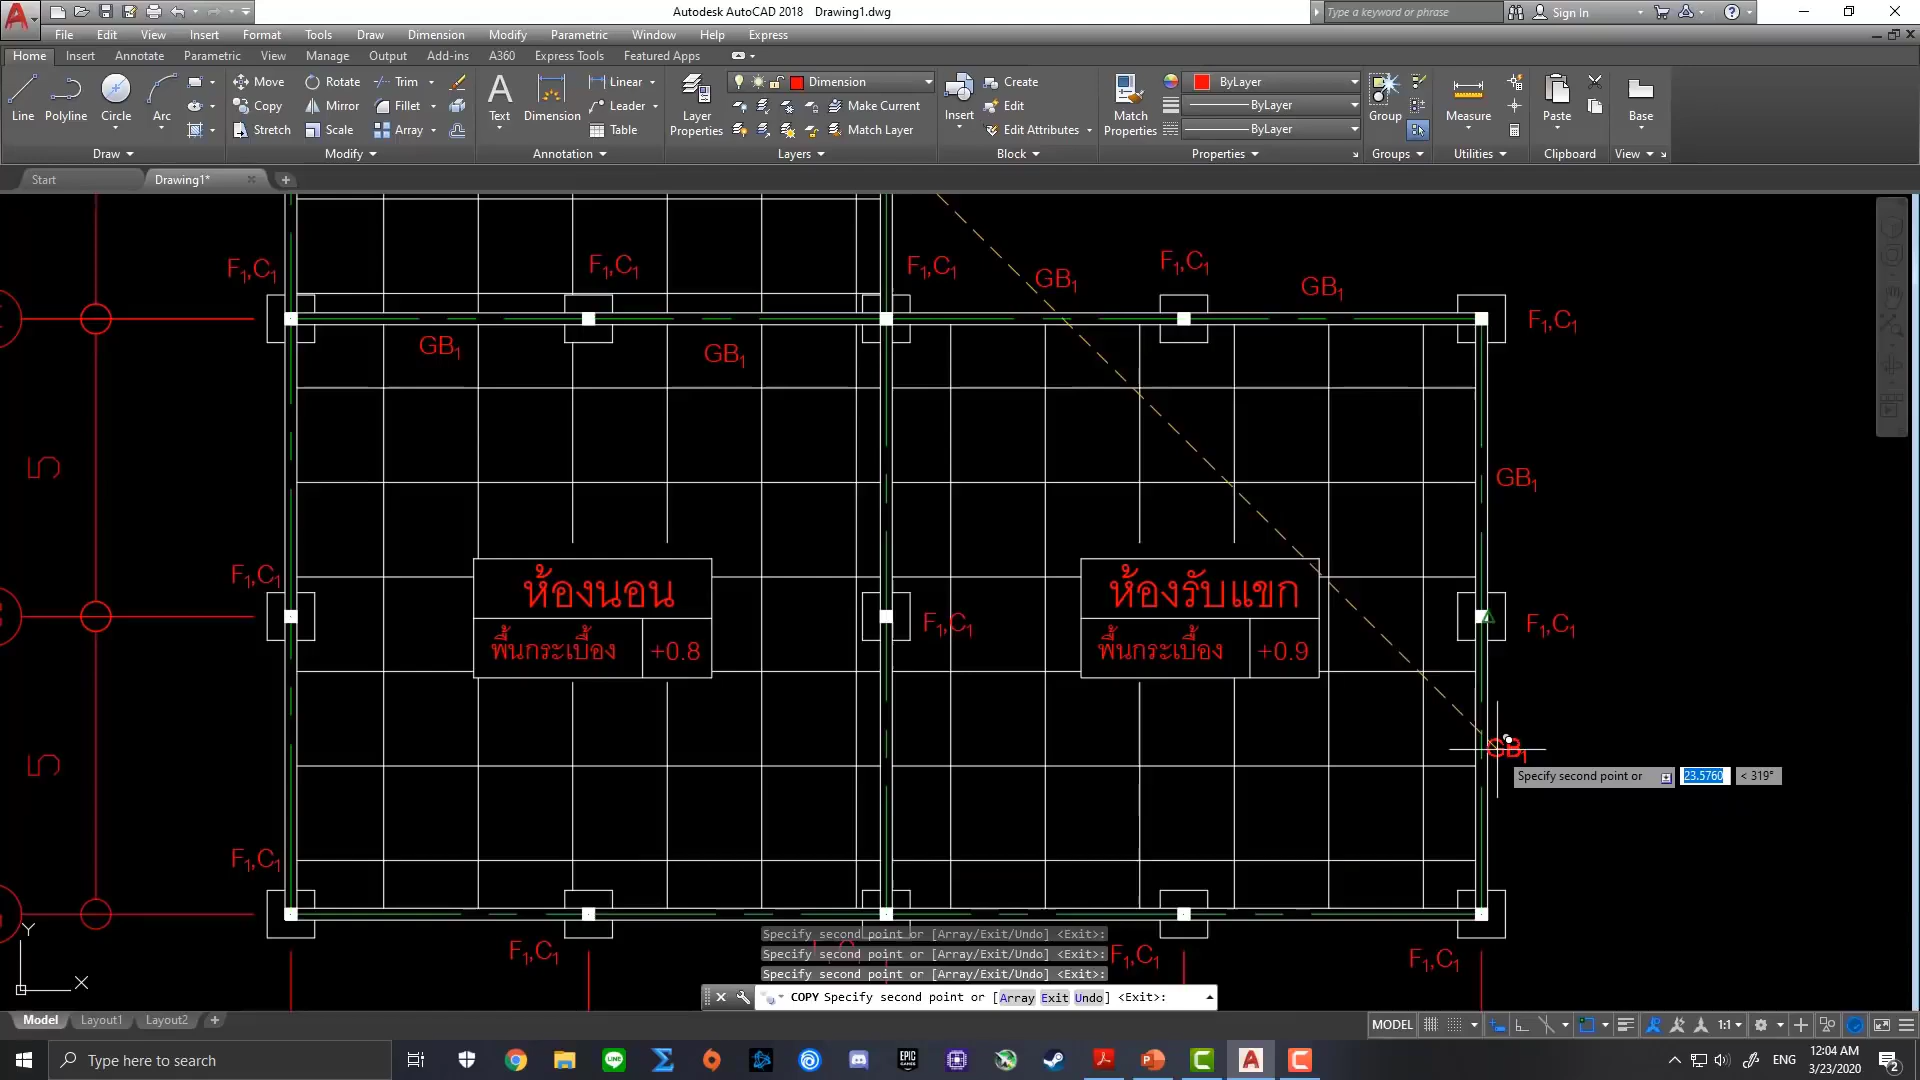 Autodesk AutoCAD 2018 Drawing1.dwg
Type a keyword or phrase
Sign In
File Edit View Insert Format Tools Draw Dimension Modify Parametric Window Help Express
Home Insert Annotate Parametric View Manage Output Add-ins A360 Express Tools Featured Apps
Line Polyline Circle Arc
Move Rotate Trim
Copy Mirror Fillet
Stretch Scale Array
Text Dimension
Linear
Leader
Table
Layer Properties
Dimension
Make Current
Match Layer
Insert
Create
Edit
Edit Attributes
Match Properties
ByLayer
ByLayer
ByLayer
Group
Measure
Paste
Base
Draw Modify Annotation Layers Block Properties Groups Utilities Clipboard View
Start Drawing1*
F1,C1 F1,C1 F1,C1 GB1 F1,C1 GB1
F1,C1
GB1 GB1
5
GB1
F1,C1
ห้องนอน ห้องรับแขก
F1,C1 F1,C1
พื้นกระเบื้อง +0.8 พื้นกระเบื้อง +0.9
GB1
5
Specify second point or 23.5760 < 319°
F1,C1
Specify second point or [Array/Exit/Undo] <Exit>:
F1,C1 F1,C1 F1,C1
Specify second point or [Array/Exit/Undo] <Exit>:
Specify second point or [Array/Exit/Undo] <Exit>:
COPY Specify second point or [Array Exit Undo] <Exit>:
Y
X
Model Layout1 Layout2
MODEL 1:1
Type here to search
ENG
12:04 AM
3/23/2020
2